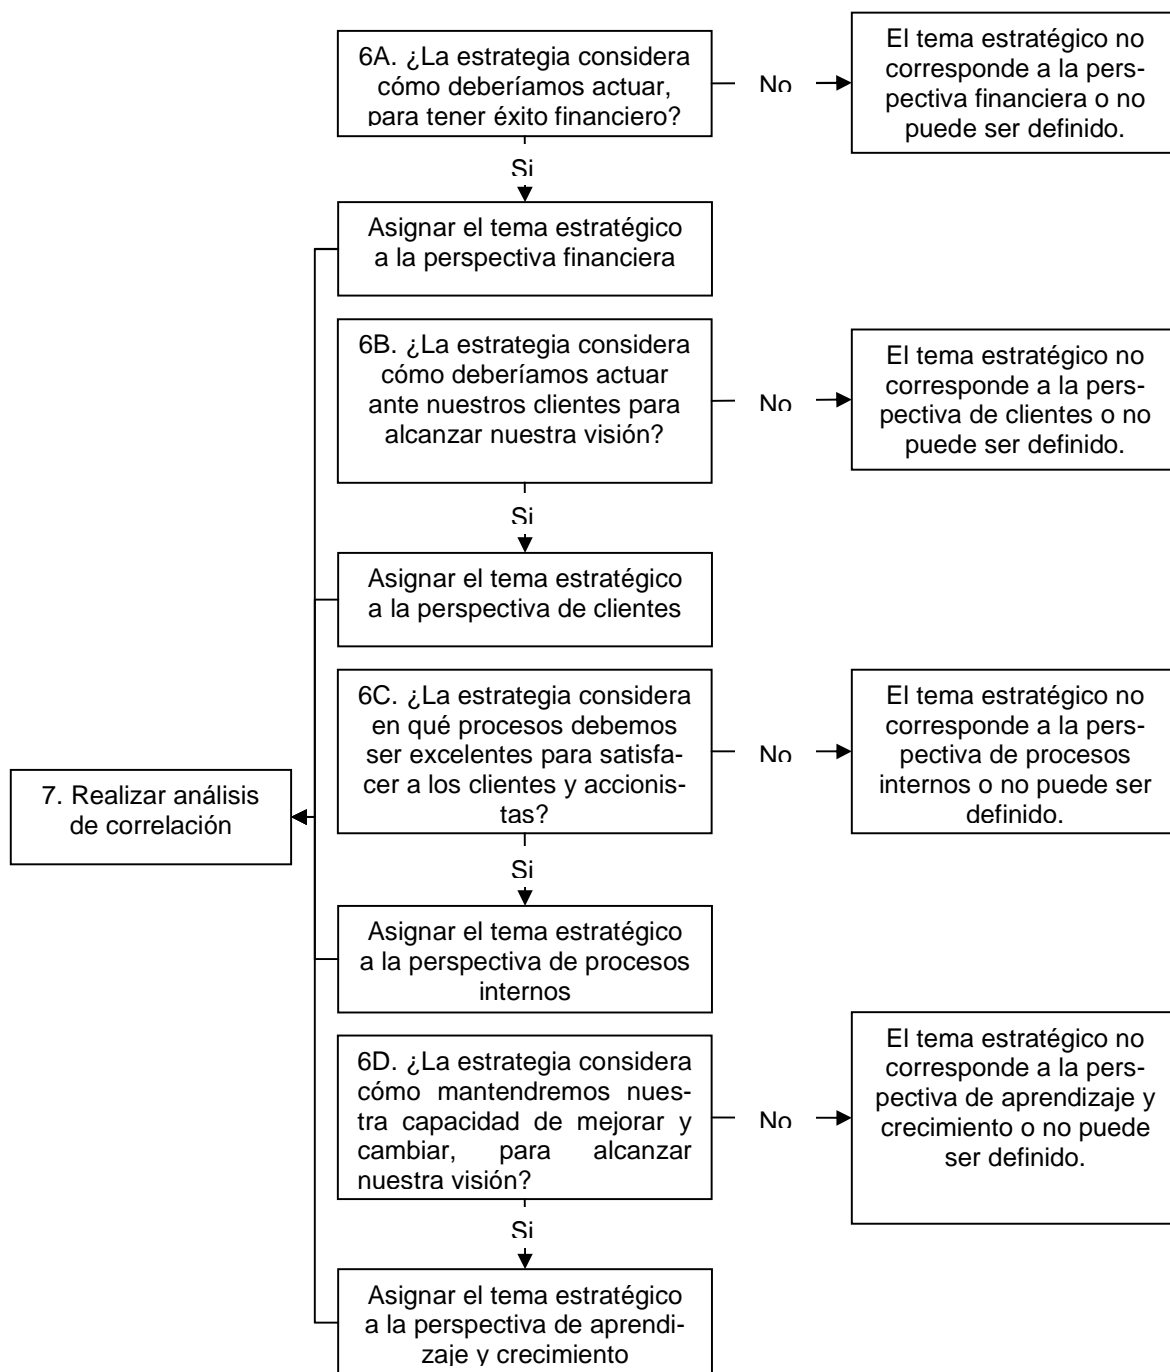 6A. ¿La estrategia considera
cómo deberíamos actuar,
para tener éxito financiero?
No
El tema estratégico no
corresponde a la pers-
pectiva financiera o no
puede ser definido.
Si
Asignar el tema estratégico
a la perspectiva financiera
6B. ¿La estrategia considera
cómo deberíamos actuar
ante nuestros clientes para
alcanzar nuestra visión?
No
El tema estratégico no
corresponde a la pers-
pectiva de clientes o no
puede ser definido.
Si
Asignar el tema estratégico
a la perspectiva de clientes
6C. ¿La estrategia considera
en qué procesos debemos
ser excelentes para satisfa-
cer a los clientes y accionis-
tas?
No
El tema estratégico no
corresponde a la pers-
pectiva de procesos
internos o no puede ser
definido.
7. Realizar análisis
de correlación
Si
Asignar el tema estratégico
a la perspectiva de procesos
internos
6D. ¿La estrategia considera
cómo mantendremos nues-
tra capacidad de mejorar y
cambiar, para alcanzar
nuestra visión?
No
El tema estratégico no
corresponde a la pers-
pectiva de aprendizaje y
crecimiento o no puede
ser definido.
Si
Asignar el tema estratégico
a la perspectiva de aprendi-
zaje y crecimiento